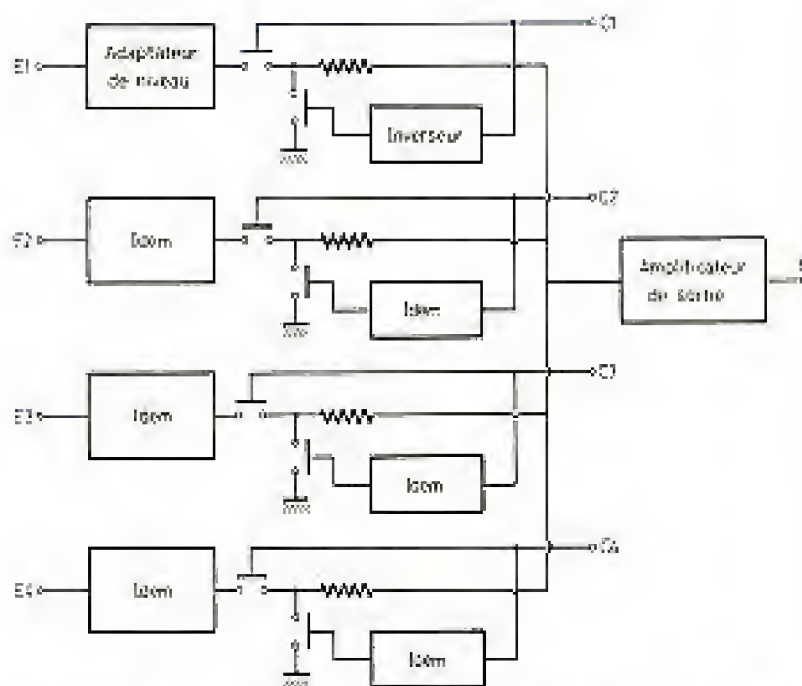 C1
E1
Adaptateur
de niveau
Inverseur
C2
E2
Idem
Idem
Amplificateur
de sortie
S
C3
E3
Idem
Idem
C4
E4
Idem
Idem